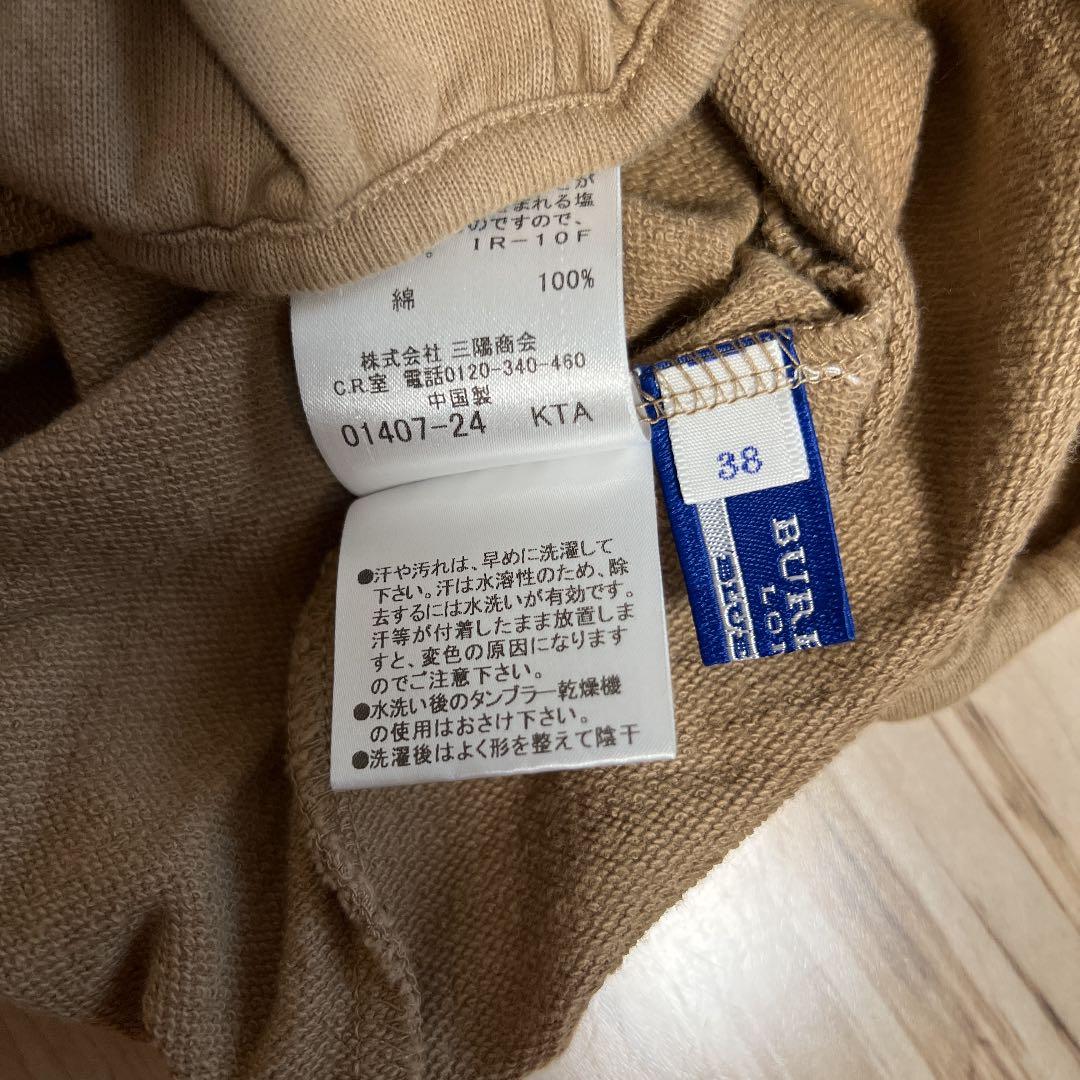 が
まれる塩
のですので、
。 IR-10F
綿 100%
株式会社 三陽商会
C.R.室 電話0120-340-460
中国製
01407-24 KTA
●汗や汚れは、早めに洗濯して
下さい。汗は水溶性のため、除
去するには水洗いが有効です。
汗等が付着したまま放置しま
すと、変色の原因になります
のでご注意下さい。
●水洗い後のタンブラー乾燥機
の使用はおさけ下さい。
●洗濯後はよく形を整えて陰干
38
BUR
LO
BLUE